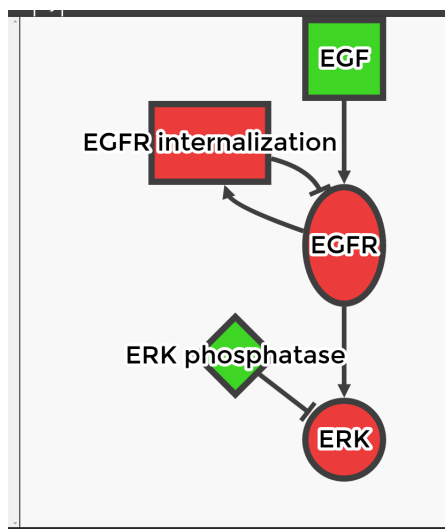 EGF
EGFR internalization
EGFR
ERK phosphatase
ERK